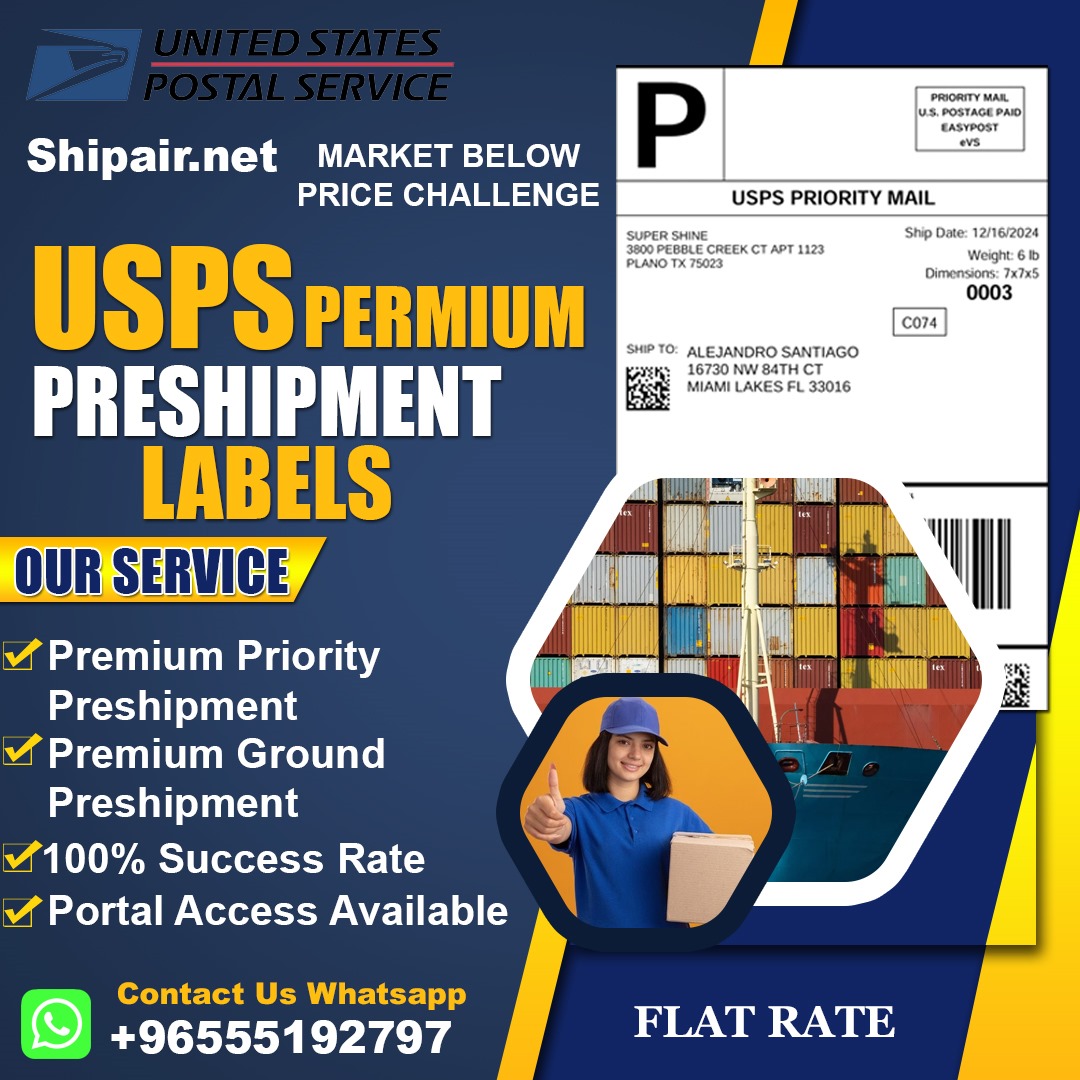 UNITED STATES
POSTAL SERVICE
Shipair.net
MARKET BELOW
PRICE CHALLENGE
USPS PERMIUM
PRESHIPMENT
LABELS
OUR SERVICE
Premium Priority
Preshipment
Premium Ground
Preshipment
100% Success Rate
Portal Access Available
Contact Us Whatsapp
+96555192797
P
PRIORITY MAIL
U.S. POSTAGE PAID
EASYPOST
eVS
USPS PRIORITY MAIL
SUPER SHINE
3800 PEBBLE CREEK CT APT 1123
PLANO TX 75023
Ship Date: 12/16/2024
Weight: 6 lb
Dimensions: 7x7x5
0003
C074
SHIP TO:
ALEJANDRO SANTIAGO
16730 NW 84TH CT
MIAMI LAKES FL 33016
tex
tex
tex
tex
FLAT RATE